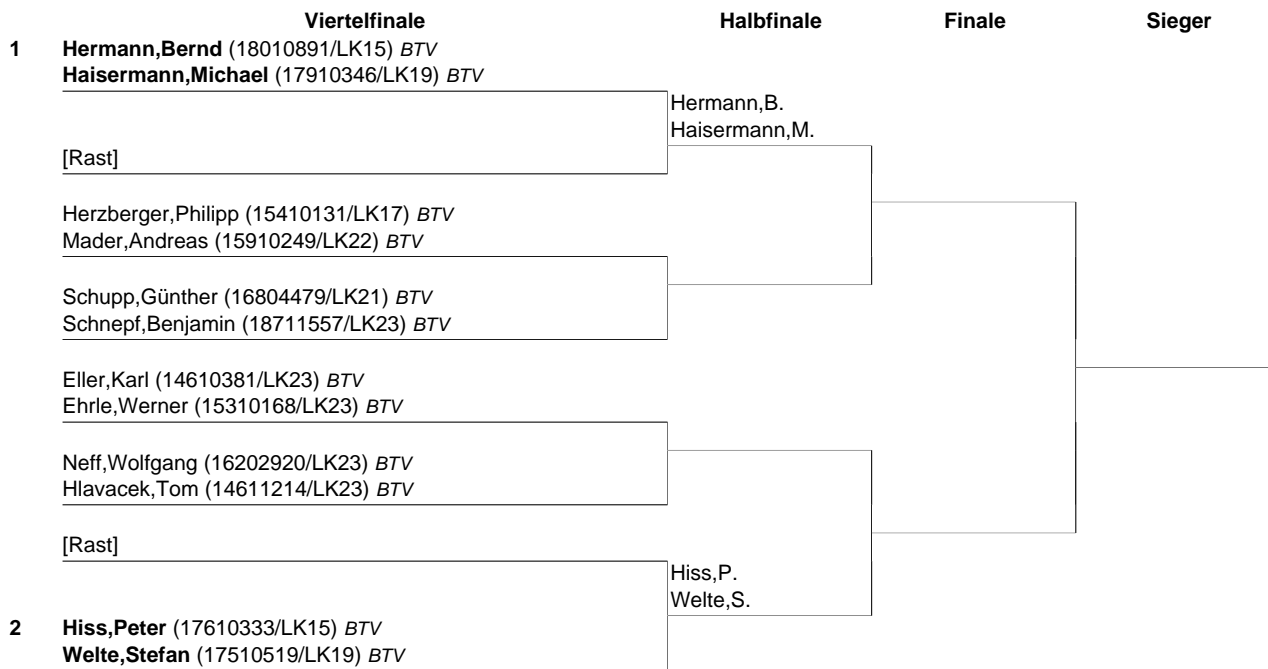 Viertelfinale Halbfinale Finale Sieger
1 Hermann,Bernd (18010891/LK15) BTV
Haisermann,Michael (17910346/LK19) BTV
Hermann,B.
Haisermann,M.
[Rast]
Herzberger,Philipp (15410131/LK17) BTV
Mader,Andreas (15910249/LK22) BTV
Schupp,Günther (16804479/LK21) BTV
Schnepf,Benjamin (18711557/LK23) BTV
Eller,Karl (14610381/LK23) BTV
Ehrle,Werner (15310168/LK23) BTV
Neff,Wolfgang (16202920/LK23) BTV
Hlavacek,Tom (14611214/LK23) BTV
[Rast]
Hiss,P.
Welte,S.
2 Hiss,Peter (17610333/LK15) BTV
Welte,Stefan (17510519/LK19) BTV